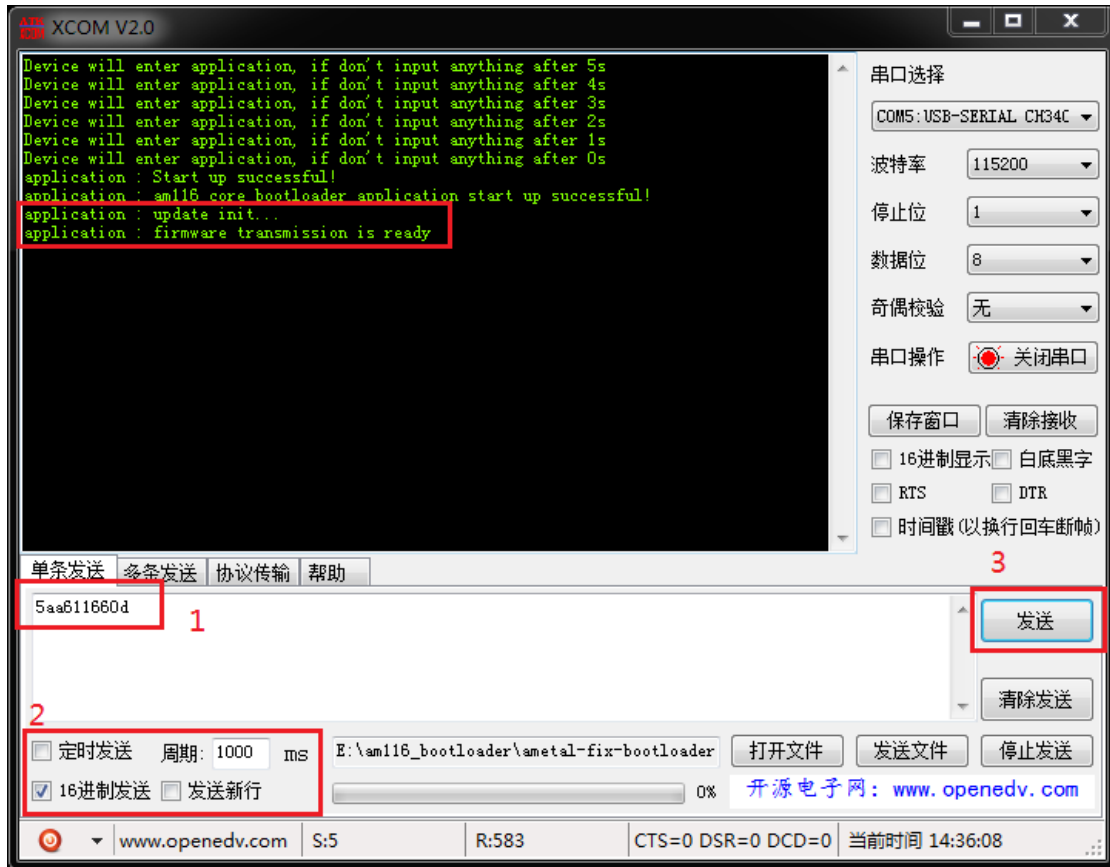 XCOM V2.0
Device will enter application, if don't input anything after 5s
Device will enter application, if don't input anything after 4s
Device will enter application, if don't input anything after 3s
Device will enter application, if don't input anything after 2s
Device will enter application, if don't input anything after 1s
Device will enter application, if don't input anything after 0s
application : Start up successful!
application : am116 core bootloader application start up successful!
application : update init...
application : firmware transmission is ready
串口选择
COM5:USB-SERIAL CH34
波特率 115200
停止位 1
数据位 8
奇偶校验 无
串口操作 关闭串口
保存窗口 清除接收
16进制显示 白底黑字
RTS DTR
时间戳(以换行回车断帧)
单条发送 多条发送 协议传输 帮助
5aa611660d
1
3
发送
清除发送
2
定时发送 周期: 1000 ms E:\am116_bootloader\ametal-fix-bootloader 打开文件 发送文件 停止发送
16进制发送 发送新行 0% 开源电子网: www.openedv.com
www.openedv.com S:5 R:583 CTS=0 DSR=0 DCD=0 当前时间 14:36:08